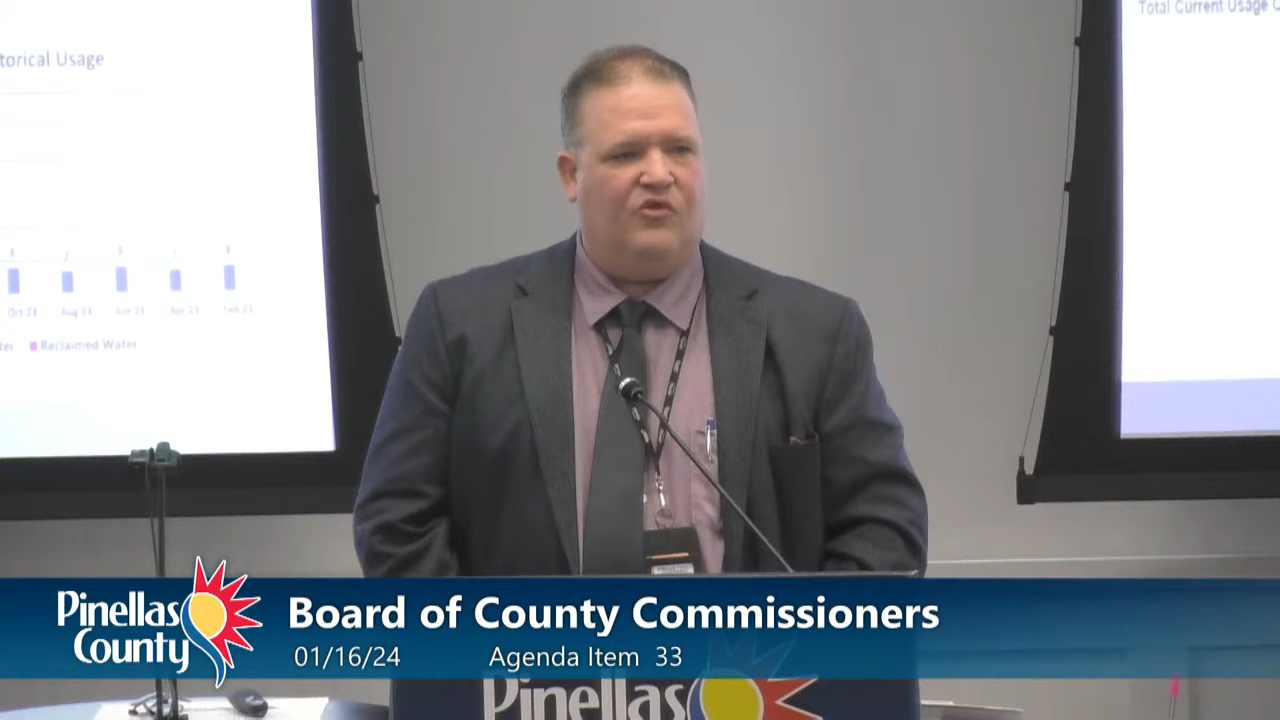 torical Usage
Total Current Usage
Oct 23
Aug 23
Jun 23
Apr 23
Feb 23
ter Reclaimed Water
Pinellas
County
Board of County Commissioners
01/16/24 Agenda Item 33
Pinellas